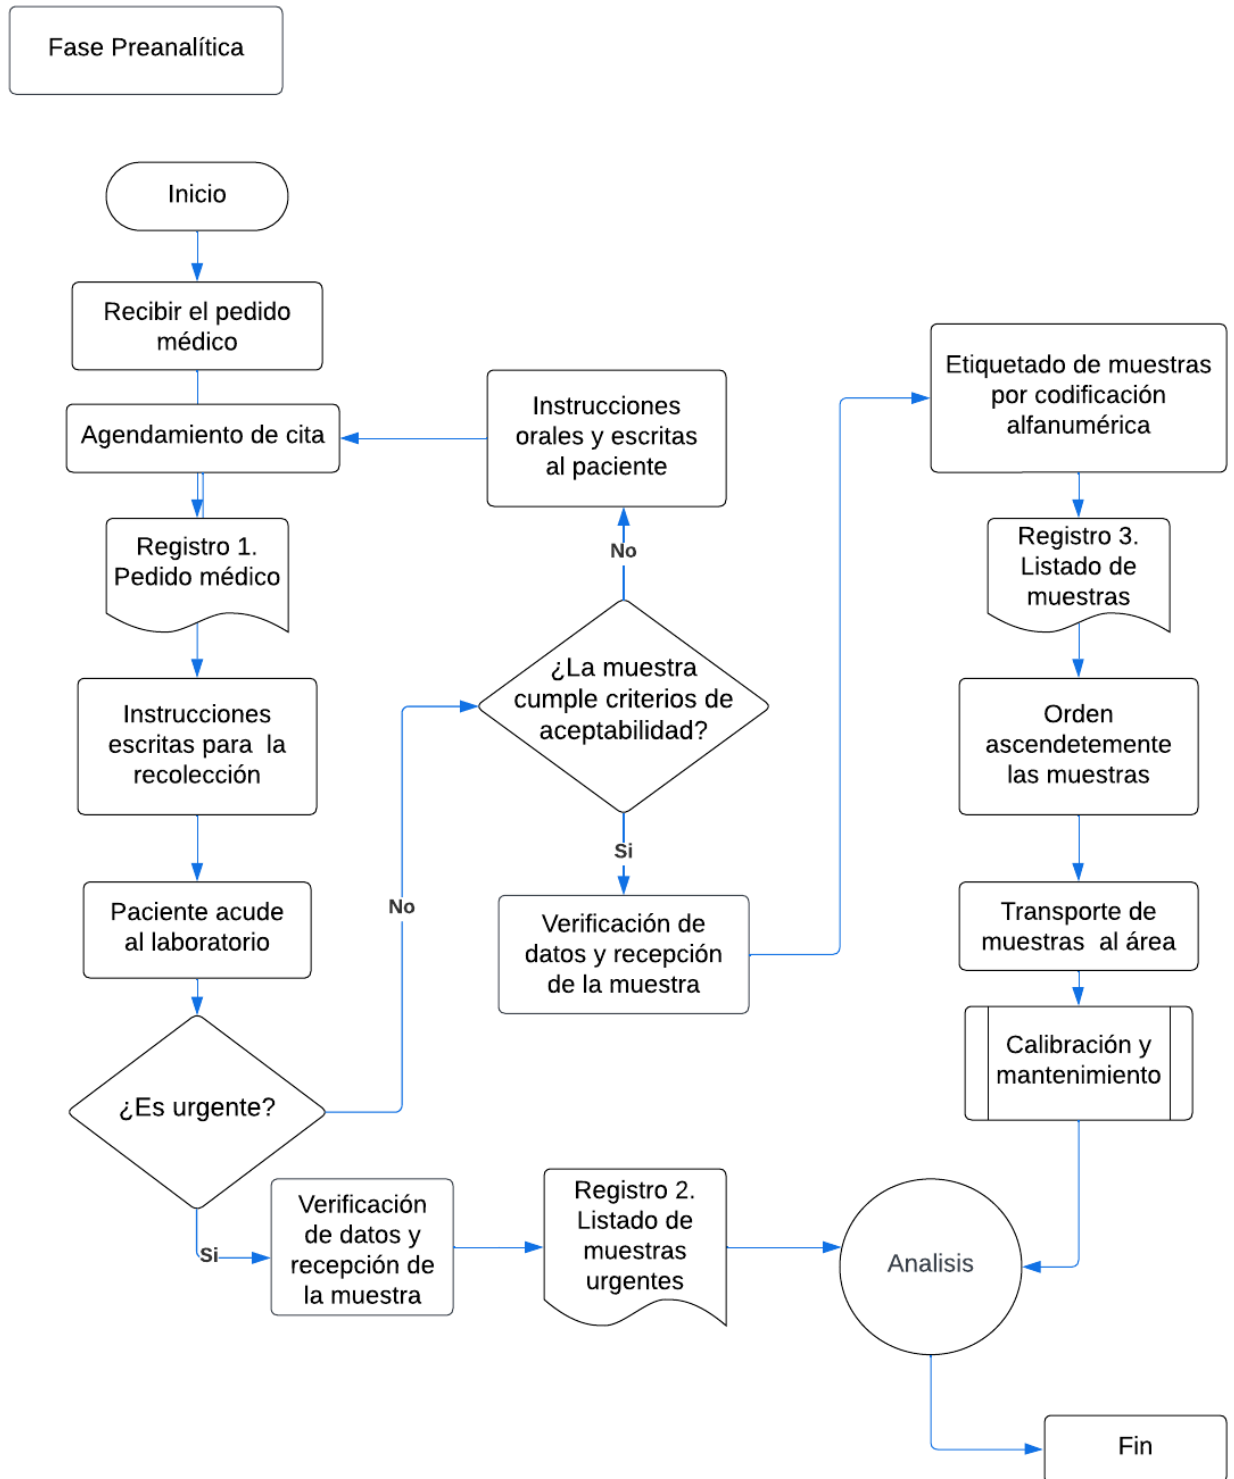 Fase Preanalítica
Inicio
Recibir el pedido
médico
Agendamiento de cita
Registro 1.
Pedido médico
Instrucciones
escritas para la
recolección
Paciente acude
al laboratorio
¿Es urgente?
No
Si
Verificación
de datos y
recepción de
la muestra
Registro 2.
Listado de
muestras
urgentes
Instrucciones
orales y escritas
al paciente
No
¿La muestra
cumple criterios de
aceptabilidad?
Si
Verificación de
datos y recepción
de la muestra
Etiquetado de muestras
por codificación
alfanumérica
Registro 3.
Listado de
muestras
Orden
ascendetemente
las muestras
Transporte de
muestras al área
Calibración y
mantenimiento
Analisis
Fin